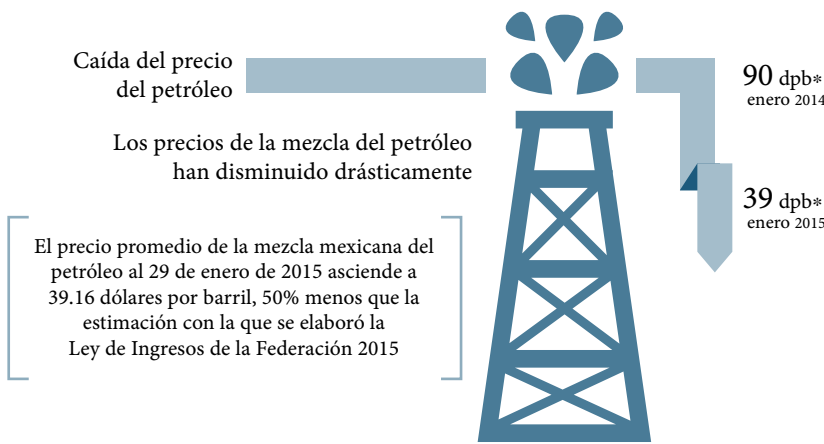 Caída del precio
del petróleo
90 dpb*
enero 2014
Los precios de la mezcla del petróleo
han disminuido drásticamente
39 dpb*
enero 2015
El precio promedio de la mezcla mexicana del
petróleo al 29 de enero de 2015 asciende a
39.16 dólares por barril, 50% menos que la
estimación con la que se elaboró la
Ley de Ingresos de la Federación 2015